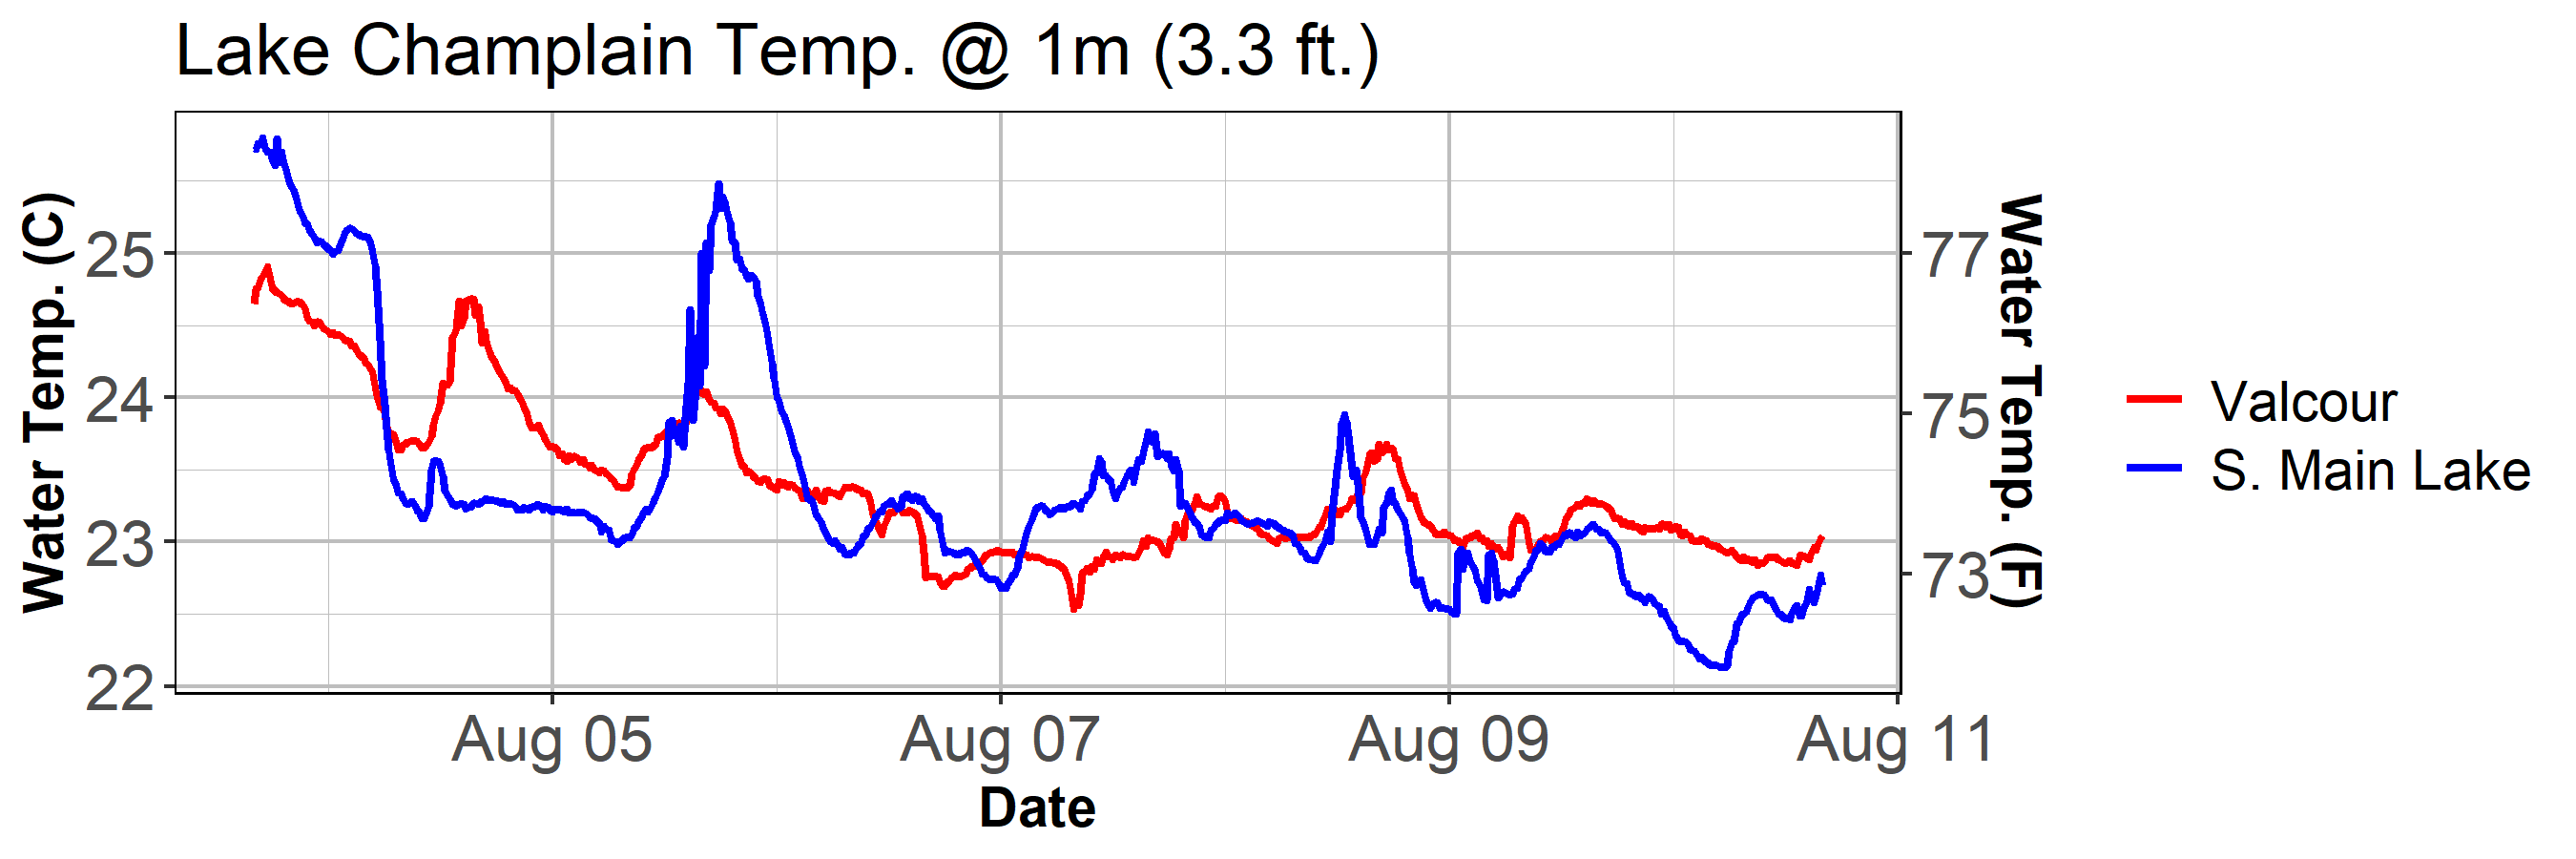 Lake Champlain Temp. @ 1m (3.3 ft.)
Water Temp. (C)
25
24
23
22
77
75
73
Water Temp. (F)
Aug 05
Aug 07
Aug 09
Aug 11
Date
Valcour
S. Main Lake